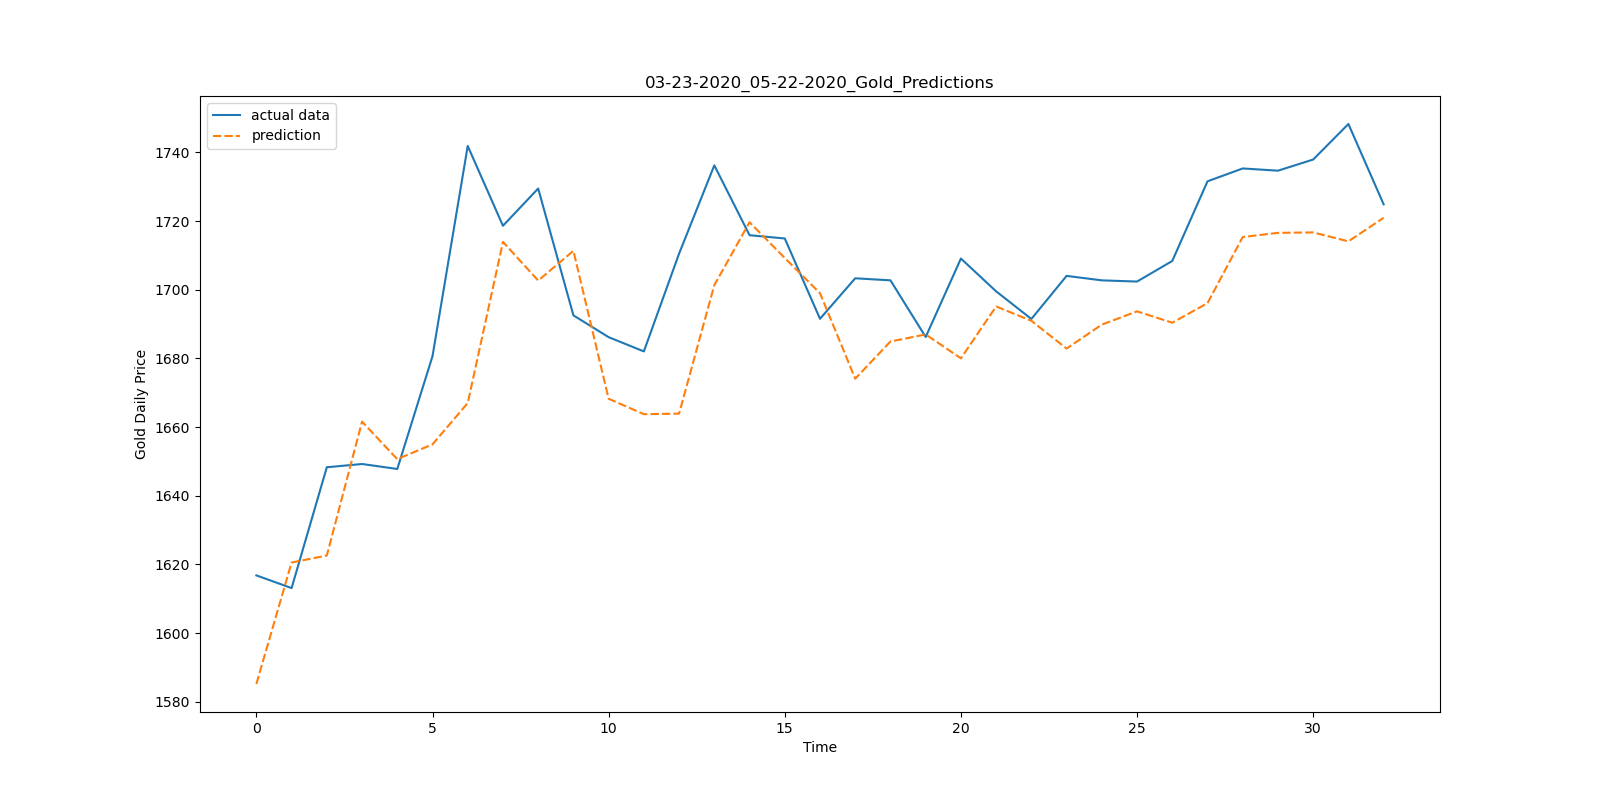 03-23-2020_05-22-2020_Gold_Predictions
actual data
prediction
Gold Daily Price
1740
1720
1700
1680
1660
1640
1620
1600
1580
0 5 10 15 20 25 30
Time